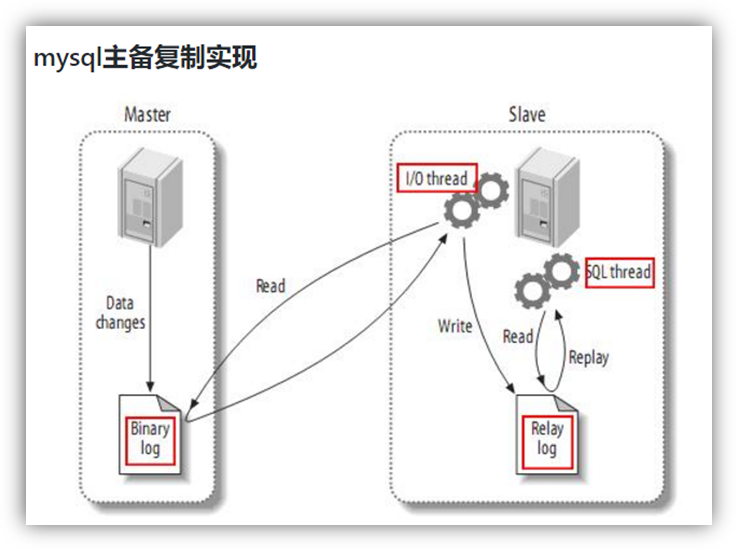 mysql主备复制实现
Master
Slave
I/O thread
SQL thread
Data
changes
Read
Write
Read
Replay
Binary
log
Relay
log